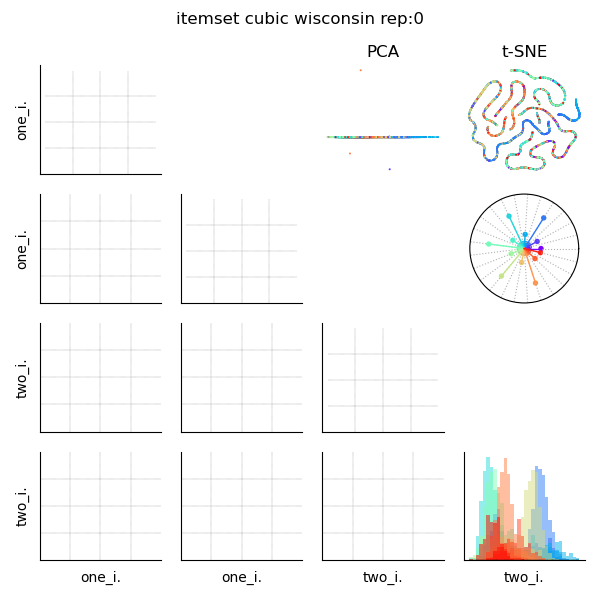 itemset cubic wisconsin rep:0
PCA
t-SNE
one_i.
one_i.
two_i.
two_i.
one_i.
one_i.
two_i.
two_i.